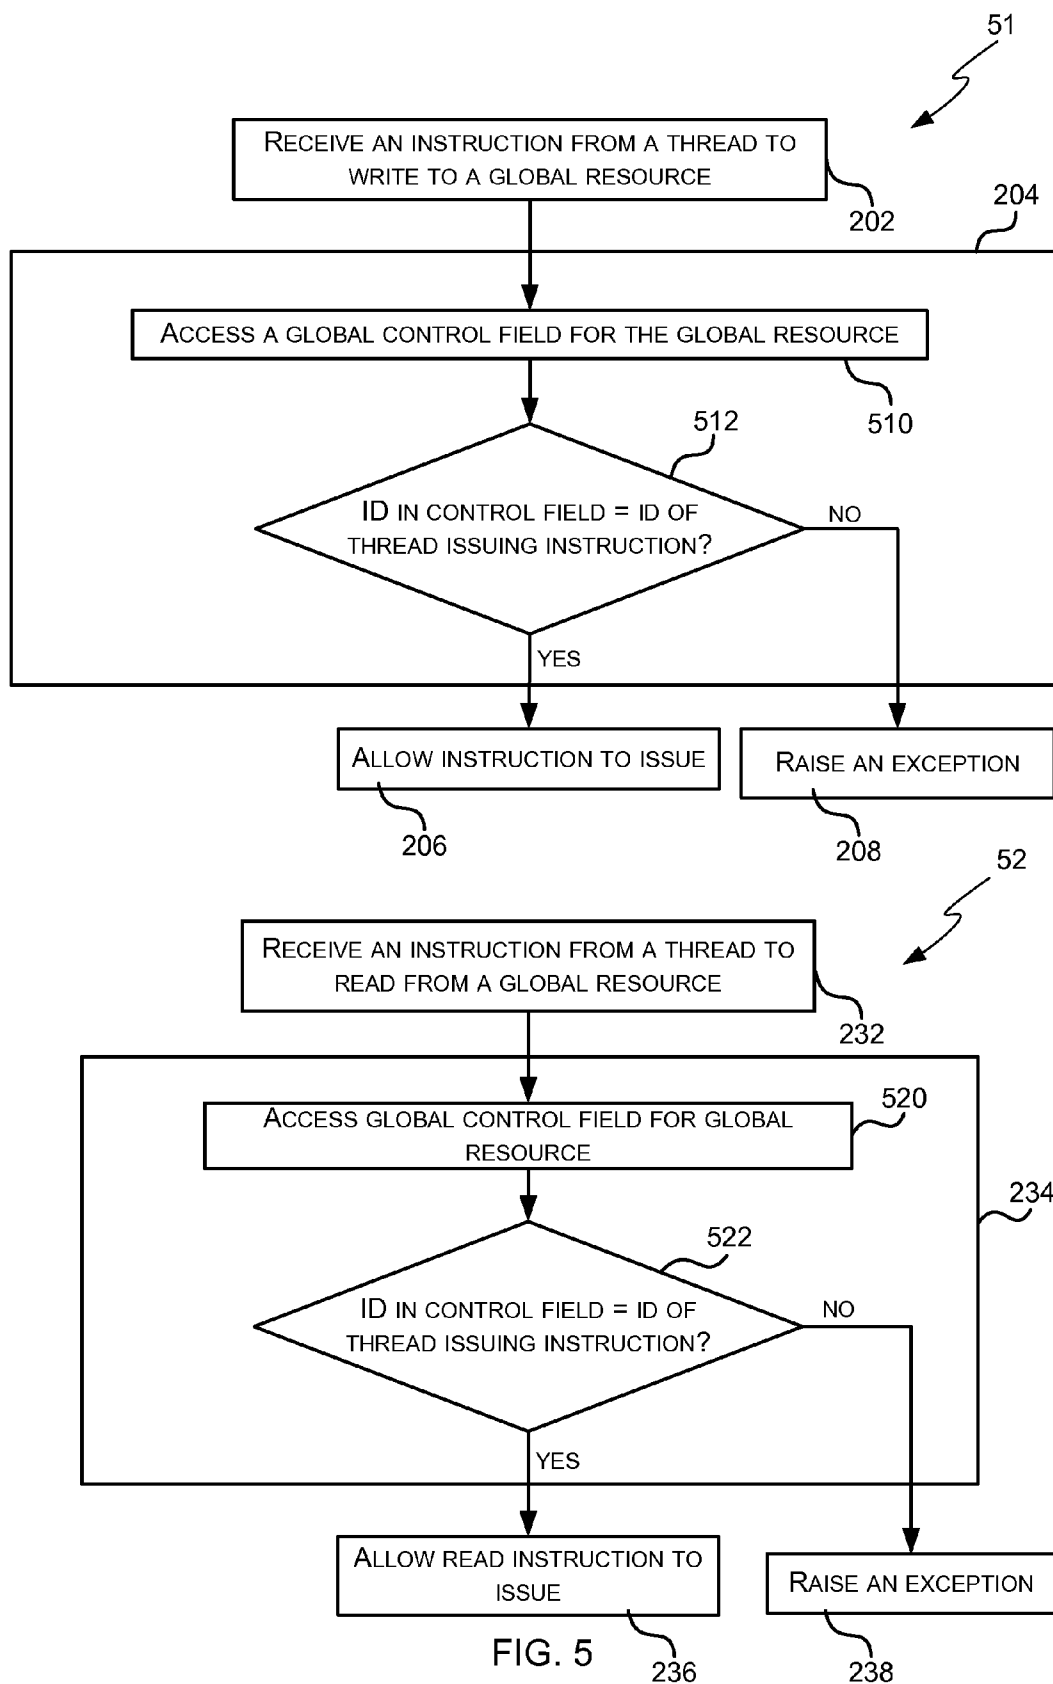 51
RECEIVE AN INSTRUCTION FROM A THREAD TO
WRITE TO A GLOBAL RESOURCE
202
204
ACCESS A GLOBAL CONTROL FIELD FOR THE GLOBAL RESOURCE
510
512
ID IN CONTROL FIELD = ID OF
THREAD ISSUING INSTRUCTION?
NO
YES
ALLOW INSTRUCTION TO ISSUE
RAISE AN EXCEPTION
206
208
52
RECEIVE AN INSTRUCTION FROM A THREAD TO
READ FROM A GLOBAL RESOURCE
232
ACCESS GLOBAL CONTROL FIELD FOR GLOBAL
RESOURCE
520
234
522
ID IN CONTROL FIELD = ID OF
THREAD ISSUING INSTRUCTION?
NO
YES
ALLOW READ INSTRUCTION TO
ISSUE
RAISE AN EXCEPTION
236
238
FIG. 5